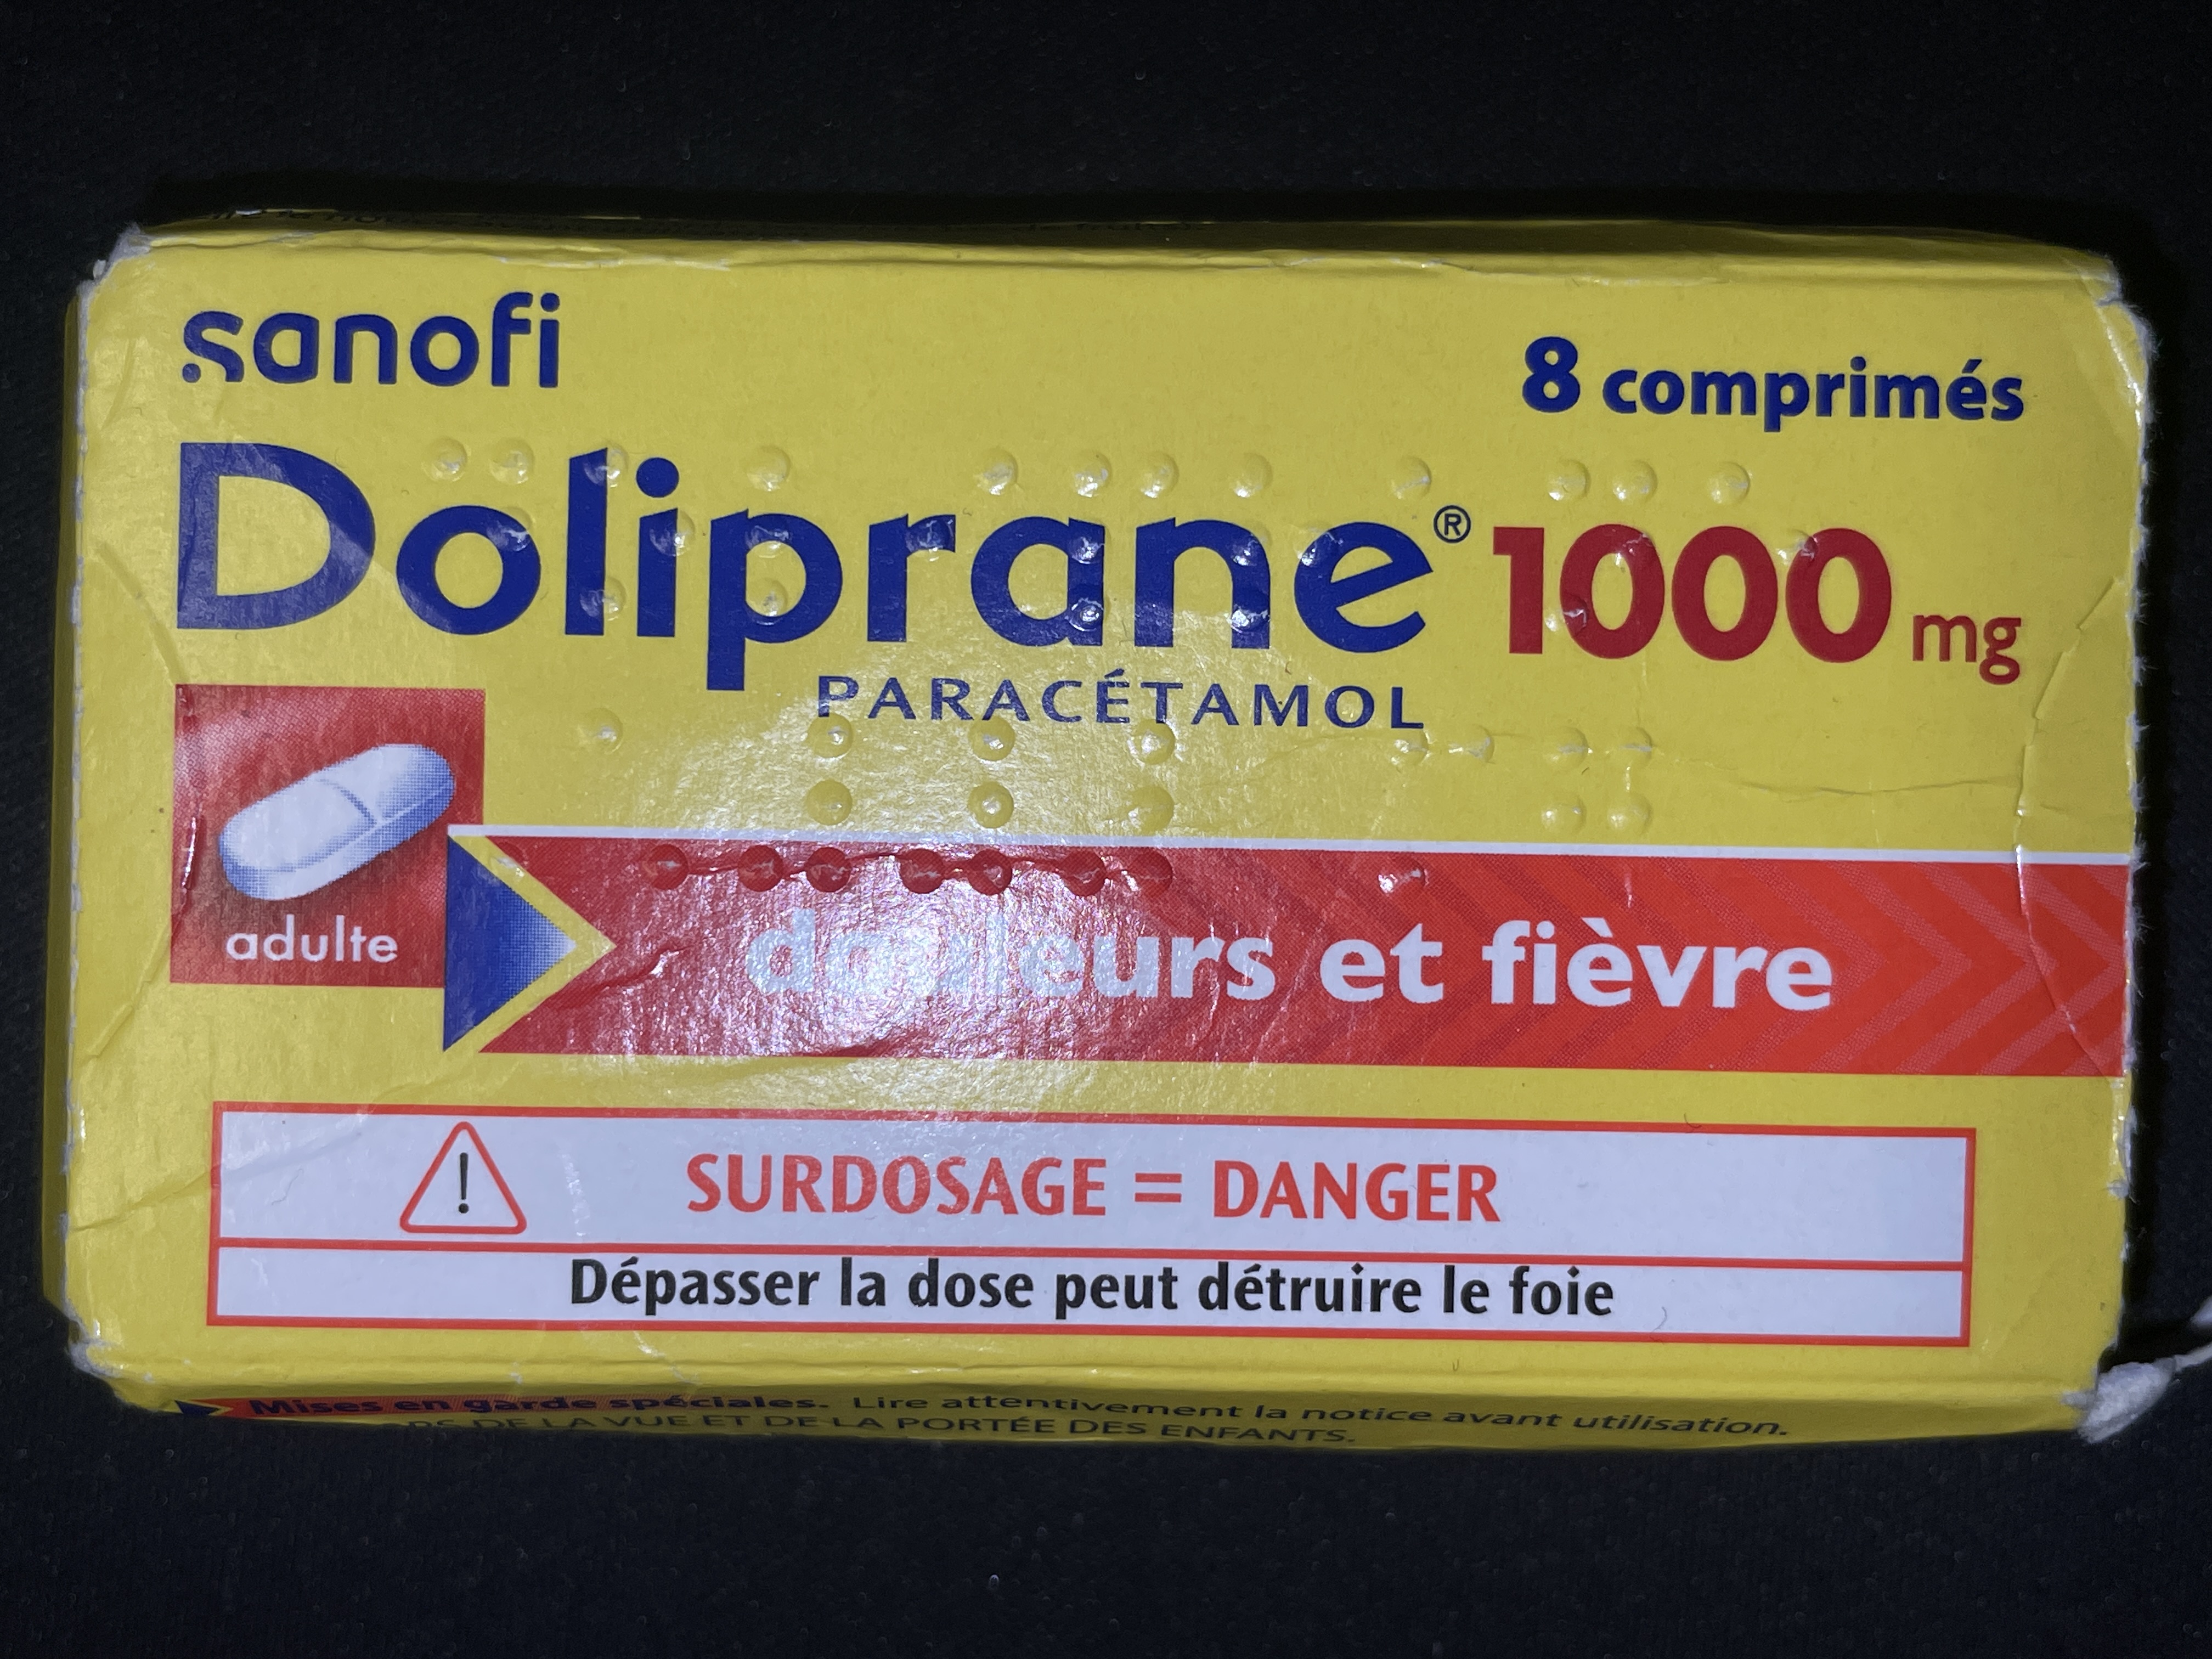 sanofi
8 comprimés
Doliprane® 1000 mg
PARACÉTAMOL
adulte
douleurs et fièvre
! SURDOSAGE = DANGER
Dépasser la dose peut détruire le foie
Mises en garde spéciales. Lire attentivement la notice avant utilisation.
DE LA VUE ET DE LA PORTÉE DES ENFANTS.